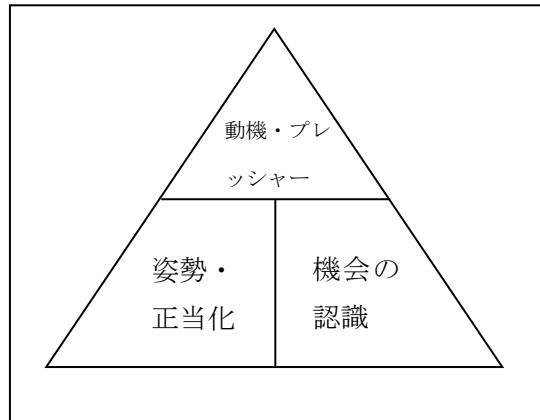 動機・プレ
ッシャー
姿勢・
正当化
機会の
認識